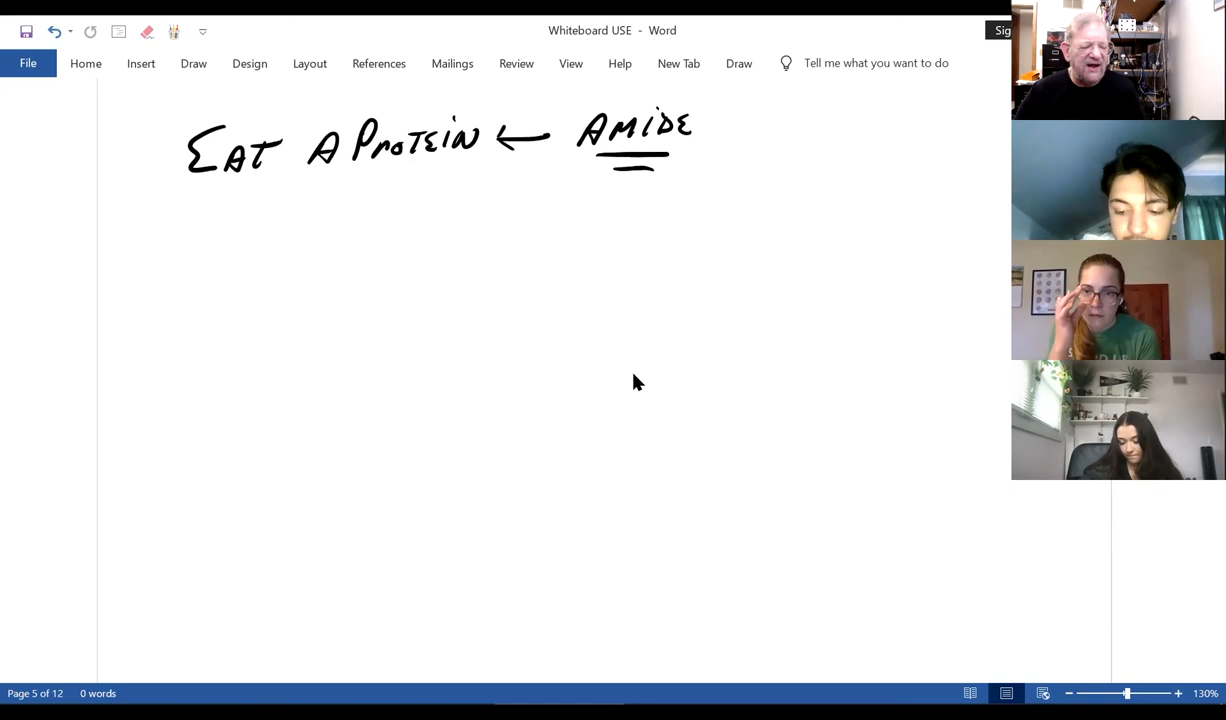 Whiteboard USE - Word
Sig
File Home Insert Draw Design Layout References Mailings Review View Help New Tab Draw Tell me what you want to do
EAT A PROTEIN ← AMIDE
Page 5 of 12 0 words
130%